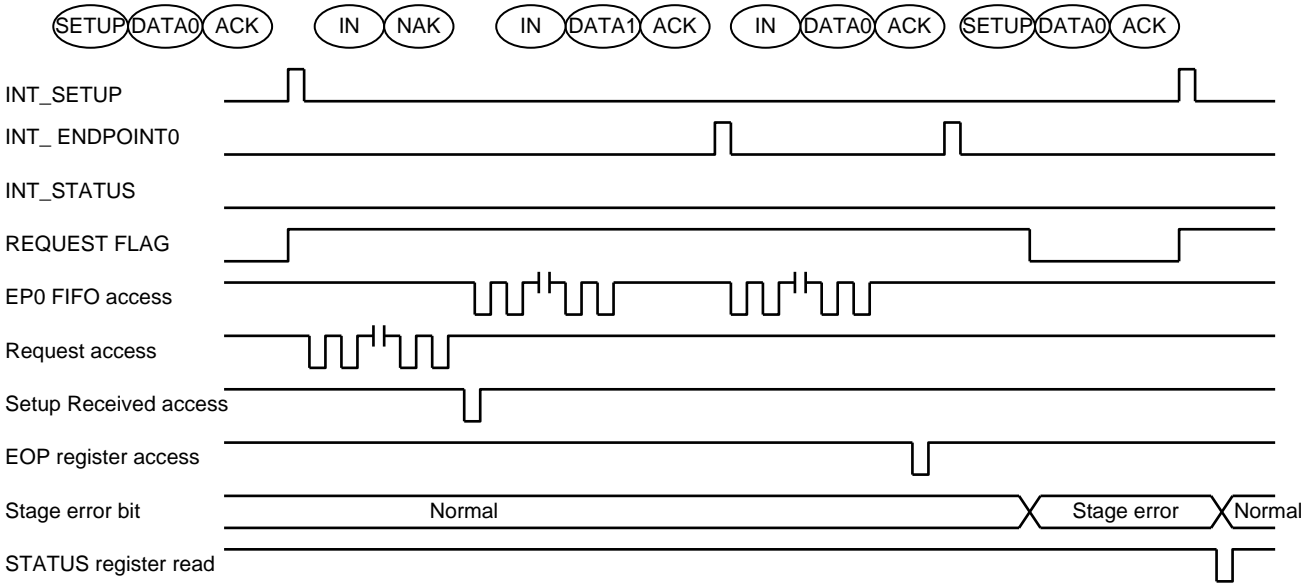 SETUP DATA0 ACK IN NAK IN DATA1 ACK IN DATA0 ACK SETUP DATA0 ACK
INT_SETUP
INT_ ENDPOINT0
INT_STATUS
REQUEST FLAG
EP0 FIFO access
Request access
Setup Received access
EOP register access
Stage error bit Normal Stage error Normal
STATUS register read